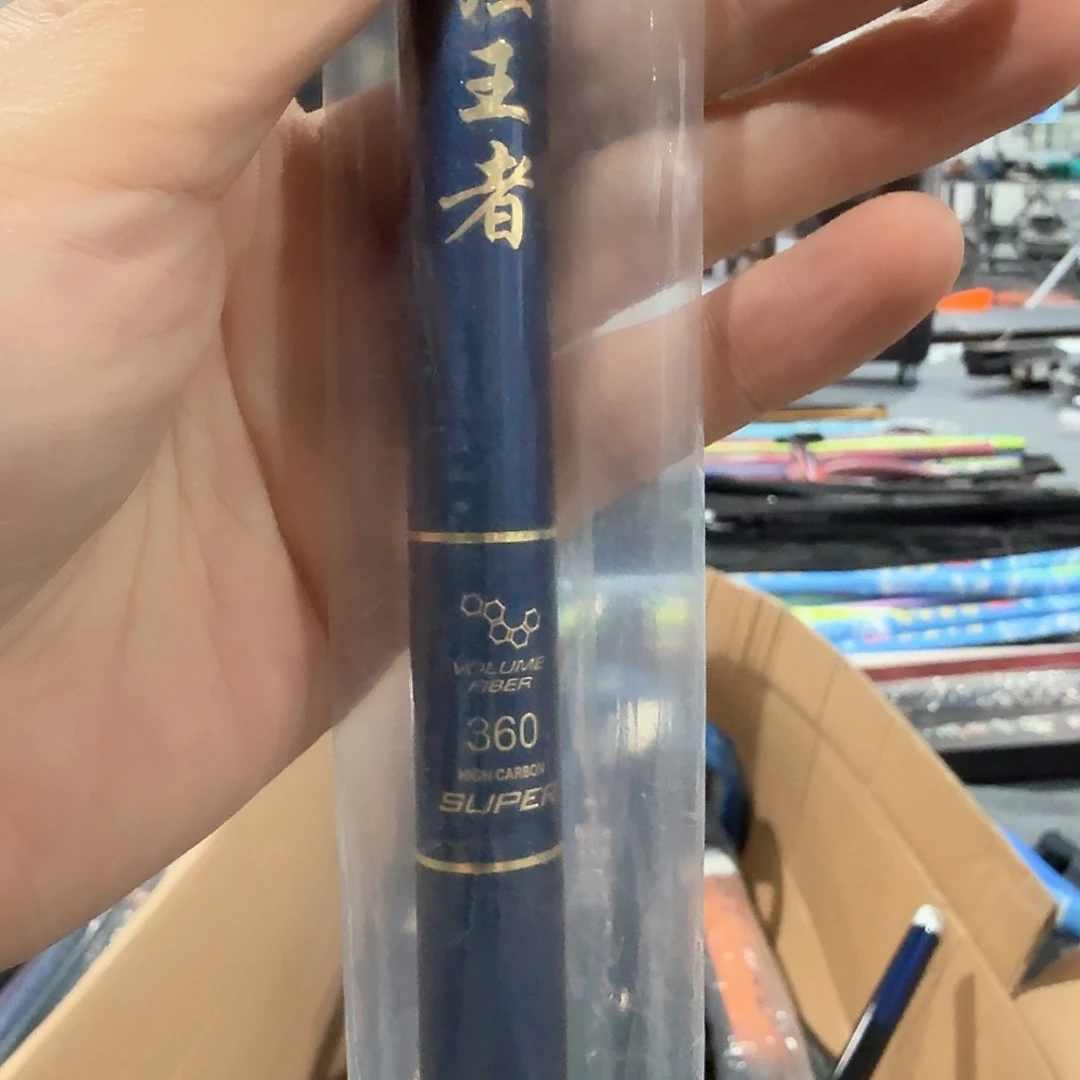 王者
VOLUME
FIBER
360
HIGH CARBON
SUPER